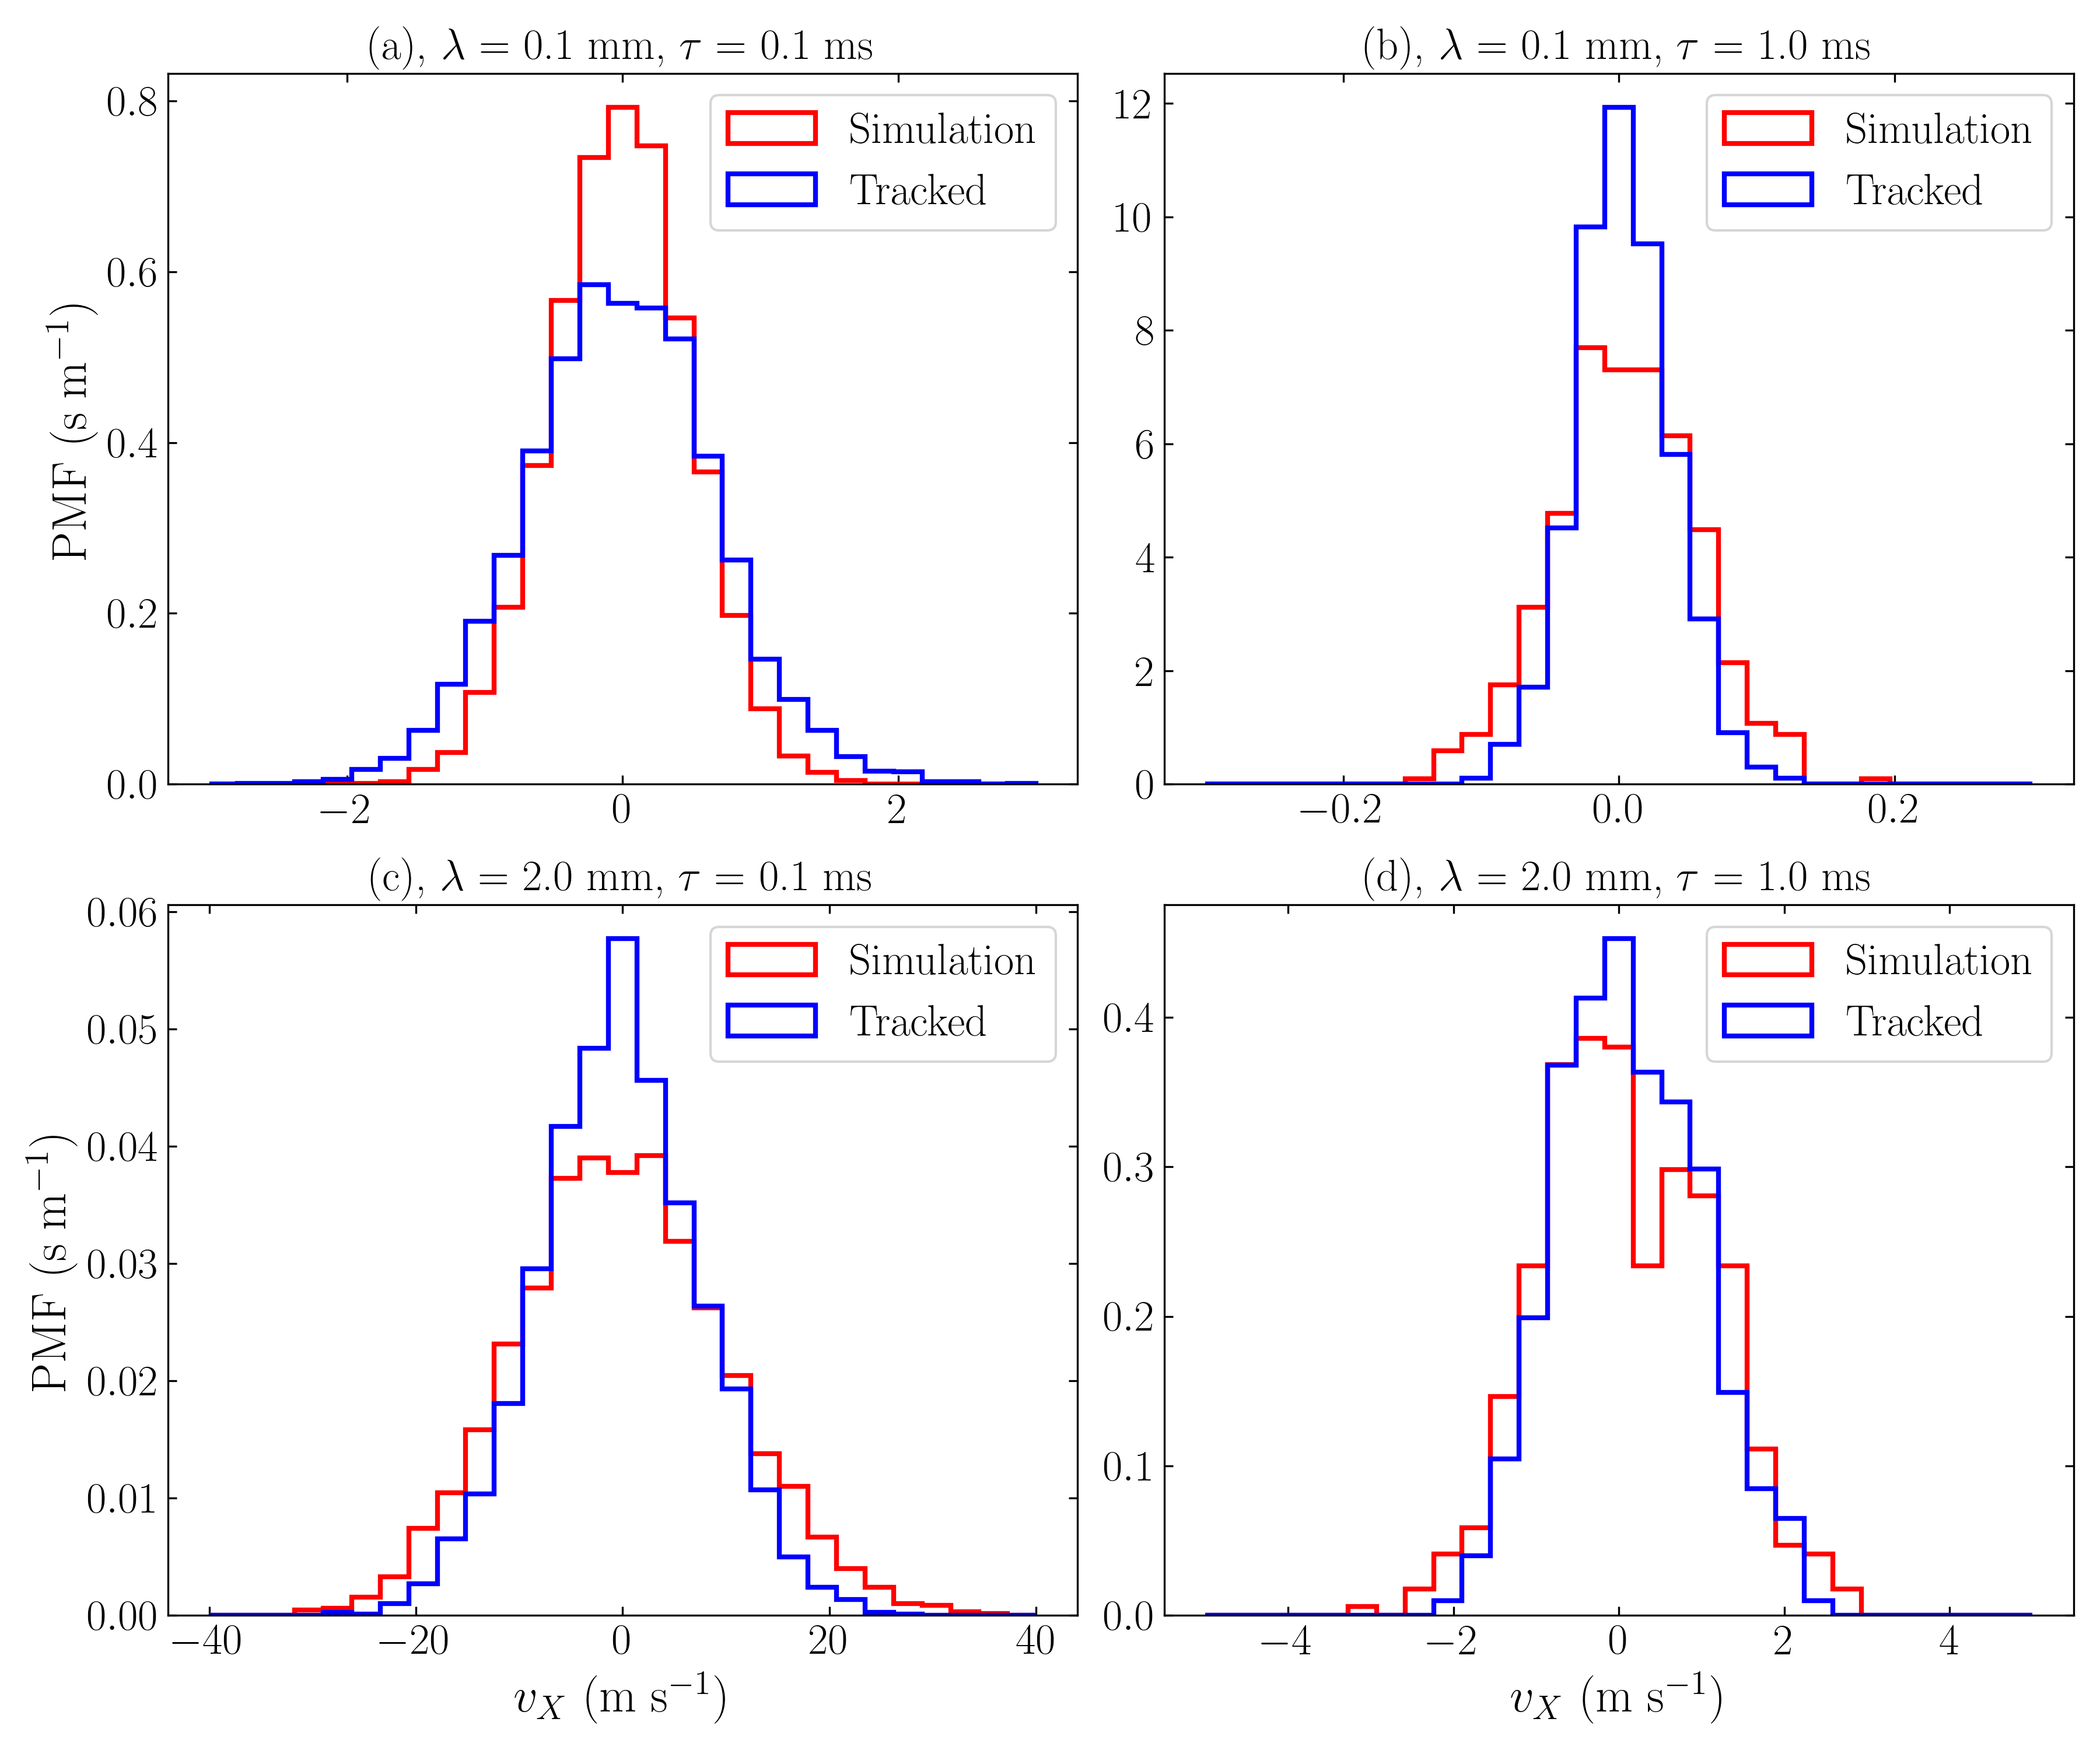 (a), λ = 0.1 mm, τ = 0.1 ms
0.8
0.6
0.4
0.2
0.0
PMF (s m⁻¹)
−2
0
2
Simulation
Tracked
(b), λ = 0.1 mm, τ = 1.0 ms
12
10
8
6
4
2
0
−0.2
0.0
0.2
Simulation
Tracked
(c), λ = 2.0 mm, τ = 0.1 ms
0.06
0.05
0.04
0.03
0.02
0.01
0.00
PMF (s m⁻¹)
−40
−20
0
20
40
v_X (m s⁻¹)
Simulation
Tracked
(d), λ = 2.0 mm, τ = 1.0 ms
0.4
0.3
0.2
0.1
0.0
−4
−2
0
2
4
v_X (m s⁻¹)
Simulation
Tracked